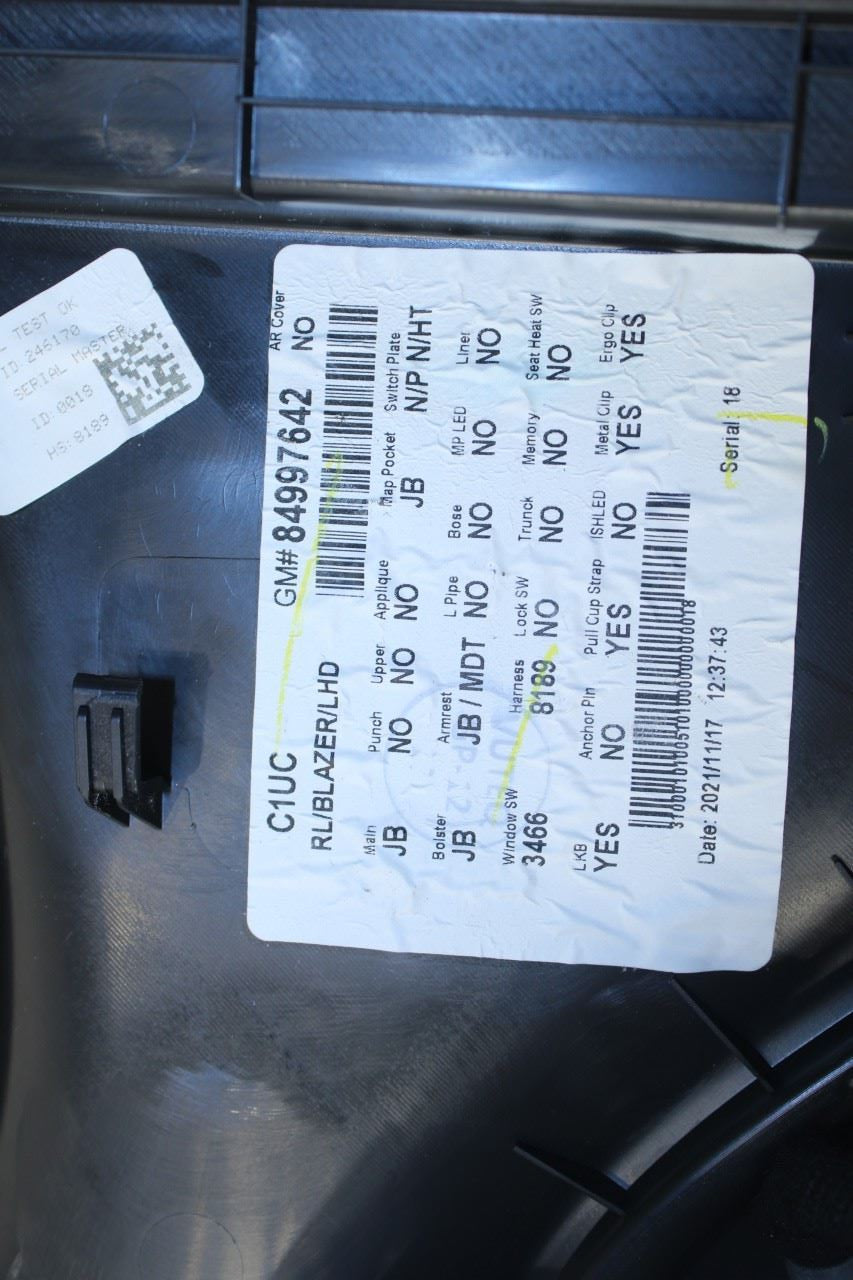 TEST OK
ID:246170
SERIAL MASTER
ID:0018
HS:8189
C1UC GM# 84997642 AR Cover
NO
RL/BLAZER/LHD
Main Punch Upper Applique Map Pocket Switch Plate
JB NO NO NO JB N/P N/HT
Bolster Armrest L Pipe Bose MP LED Liner
JB JB / MDT NO NO NO NO
Window SW Harness Lock SW Trunck Memory Seat Heat SW
3466 8189 NO NO NO NO
LKB Anchor Pin Pull Cup Strap ISHLED Metal Clip Ergo Clip
YES NO YES NO YES YES
Date: 2021/11/17 12:37:43 Serial: 18